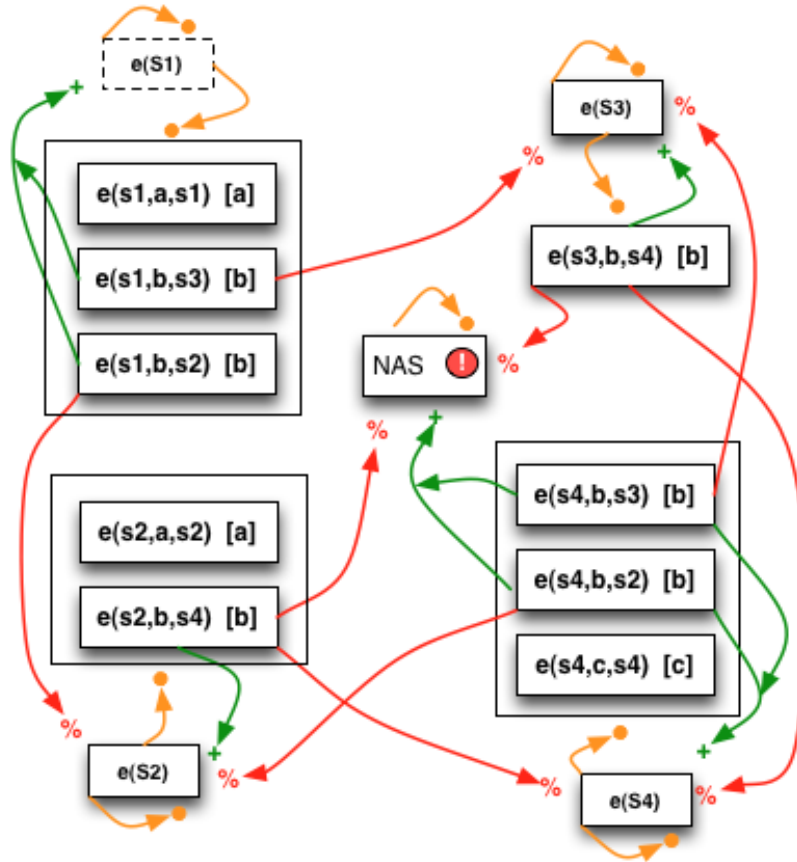 e(S1)
+
%
e(S3)
%
+
e(s1,a,s1) [a]
e(s1,b,s3) [b]
e(s1,b,s2) [b]
e(s3,b,s4) [b]
NAS !
%
+
%
e(s2,a,s2) [a]
e(s2,b,s4) [b]
e(s4,b,s3) [b]
e(s4,b,s2) [b]
e(s4,c,s4) [c]
%
e(S2)
+
%
+
%
e(S4)
%